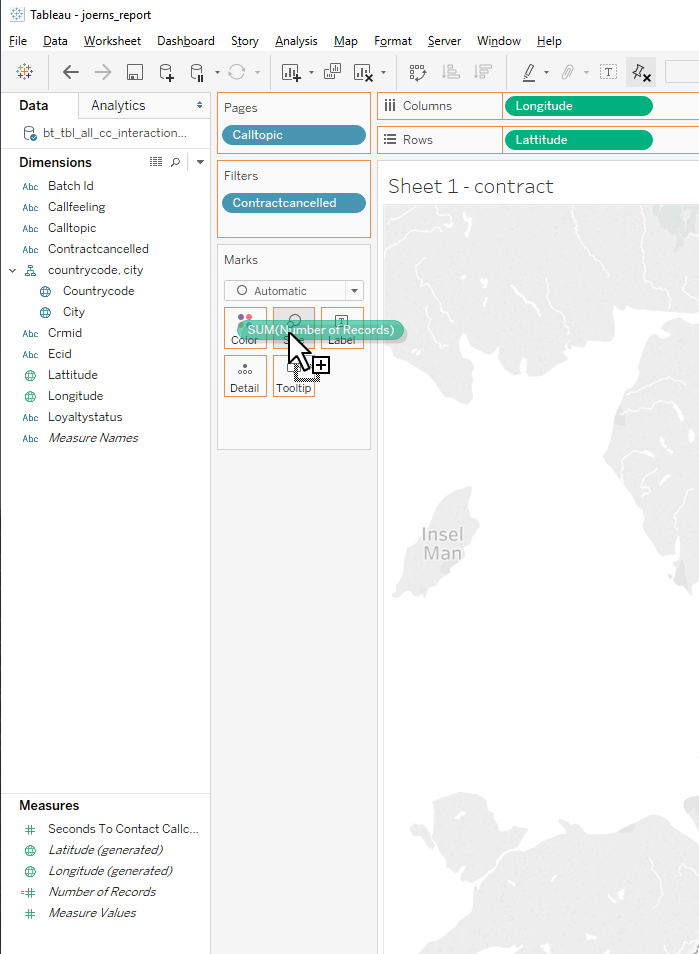 Tableau - joerns_report
File Data Worksheet Dashboard Story Analysis Map Format Server Window Help
Data Analytics
bt_tbl_all_cc_interaction...
Dimensions
Abc Batch Id
Abc Callfeeling
Abc Calltopic
Abc Contractcancelled
countrycode, city
Countrycode
City
Abc Crmid
Abc Ecid
Lattitude
Longitude
Abc Loyaltystatus
Abc Measure Names
Measures
# Seconds To Contact Callc...
Latitude (generated)
Longitude (generated)
=# Number of Records
# Measure Values
Pages
Calltopic
Filters
Contractcancelled
Marks
Automatic
SUM(Number of Records)
Color Label
Detail Tooltip
Columns Longitude
Rows Lattitude
Sheet 1 - contract
Insel
Man